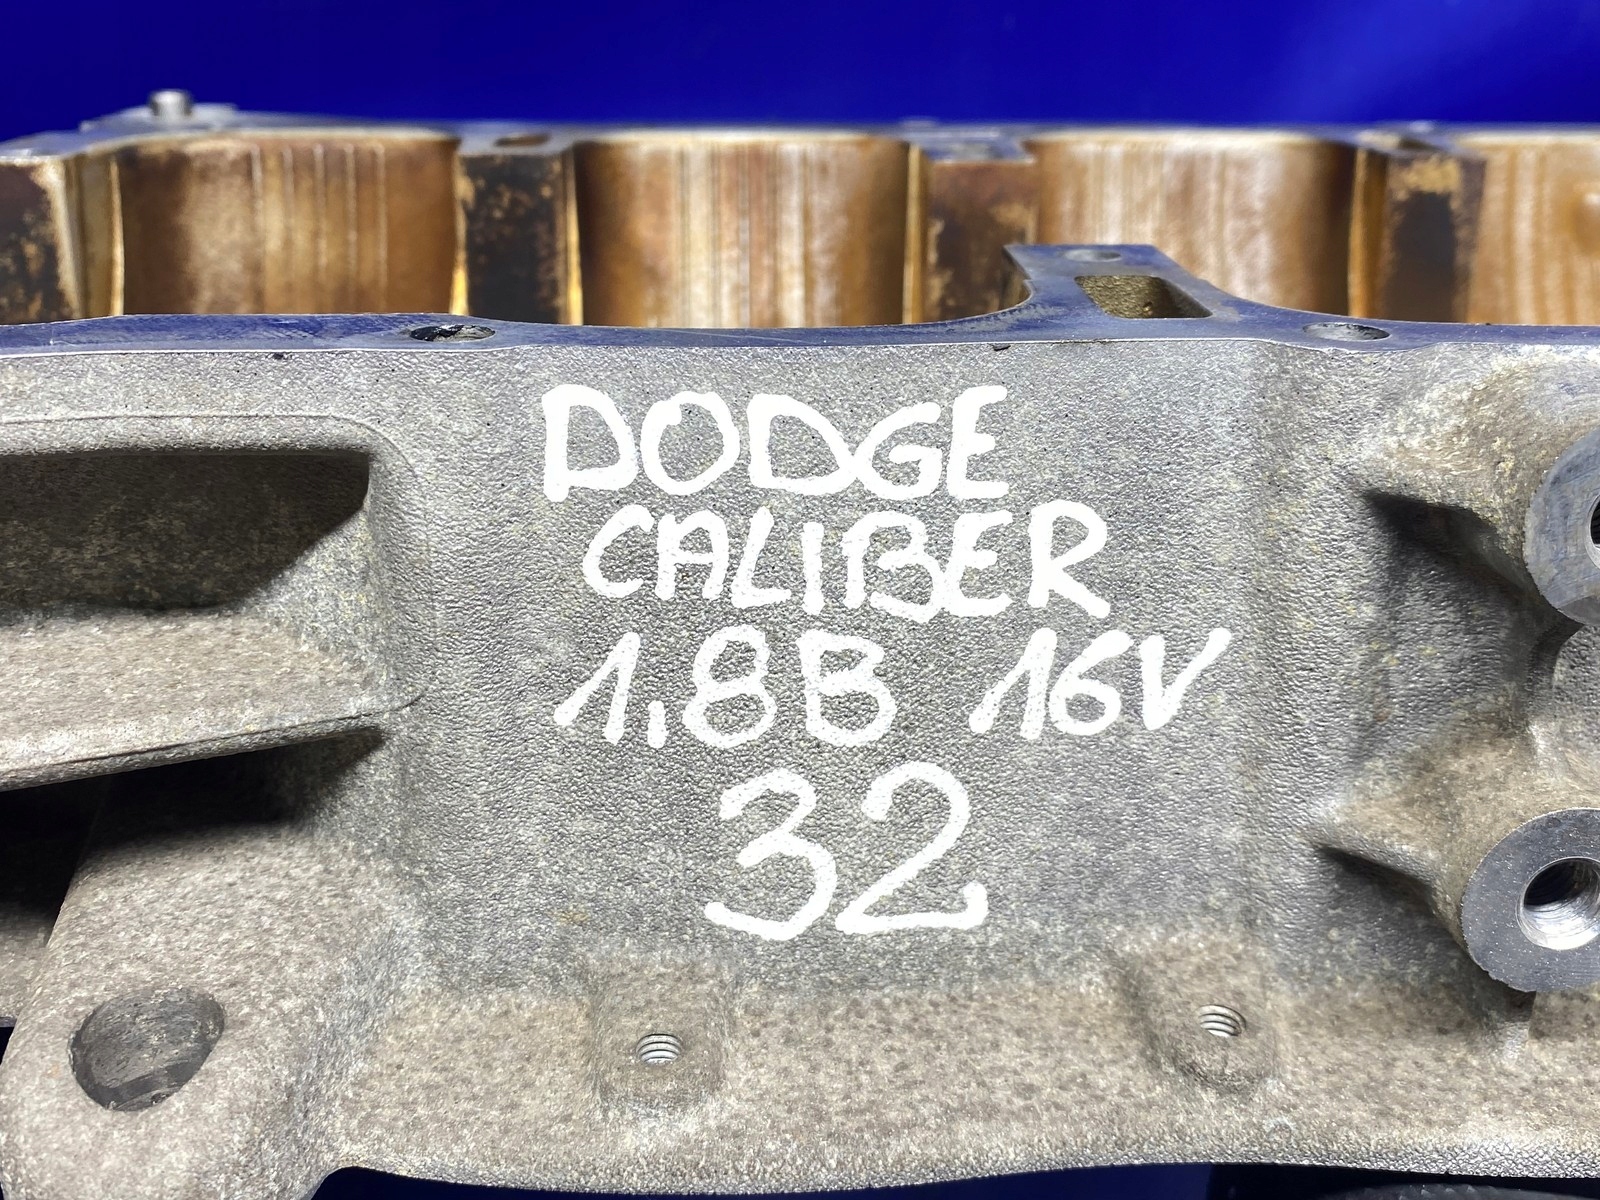 DODGE
CALIBER
1,8B 16V
32